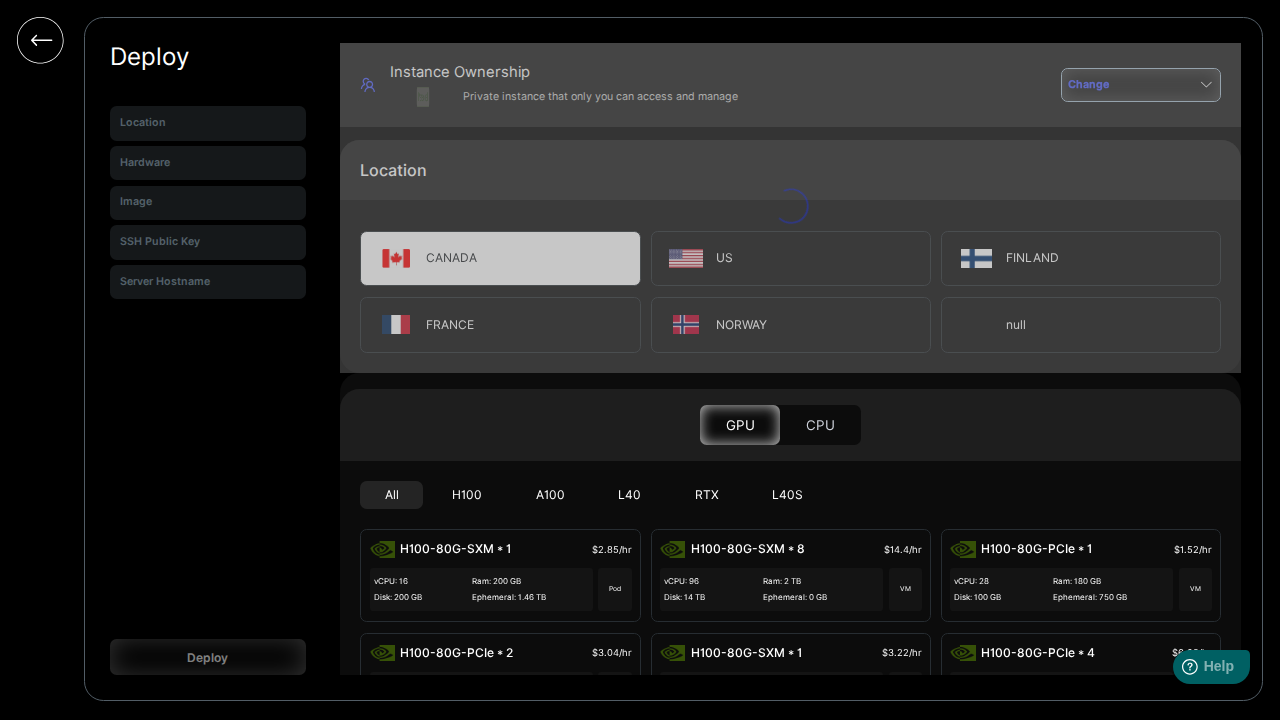 Deploy
Location
Hardware
Image
SSH Public Key
Server Hostname
Deploy
Instance Ownership
Private instance that only you can access and manage
Change
Location
CANADA
US
FINLAND
FRANCE
NORWAY
null
GPU
CPU
All
H100
A100
L40
RTX
L40S
H100-80G-SXM * 1
$2.85/hr
vCPU: 16
Ram: 200 GB
Disk: 200 GB
Ephemeral: 1.46 TB
Pod
H100-80G-SXM * 8
$14.4/hr
vCPU: 96
Ram: 2 TB
Disk: 14 TB
Ephemeral: 0 GB
VM
H100-80G-PCIe * 1
$1.52/hr
vCPU: 28
Ram: 180 GB
Disk: 100 GB
Ephemeral: 750 GB
VM
H100-80G-PCIe * 2
$3.04/hr
H100-80G-SXM * 1
$3.22/hr
H100-80G-PCIe * 4
Help